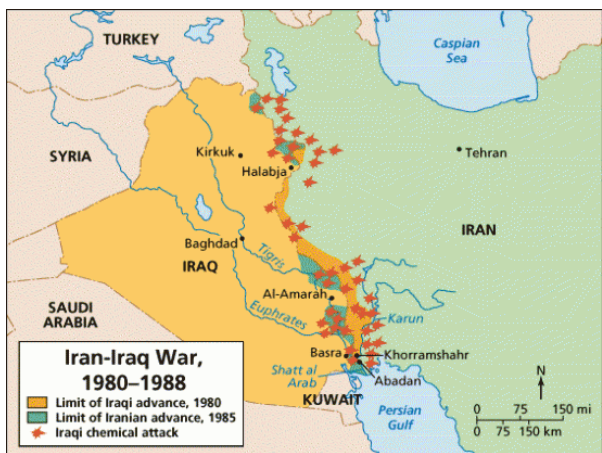 TURKEY
Caspian
Sea
SYRIA
Kirkuk
Halabja
Tehran
IRAN
Baghdad
IRAQ
Tigris
Al-Amarah
Euphrates
Karun
SAUDI
ARABIA
Basra
Khorramshahr
Shatt al
Arab
Abadan
KUWAIT
Persian
Gulf
Iran-Iraq War,
1980–1988
Limit of Iraqi advance, 1980
Limit of Iranian advance, 1985
Iraqi chemical attack
N
0 75 150 mi
0 75 150 km